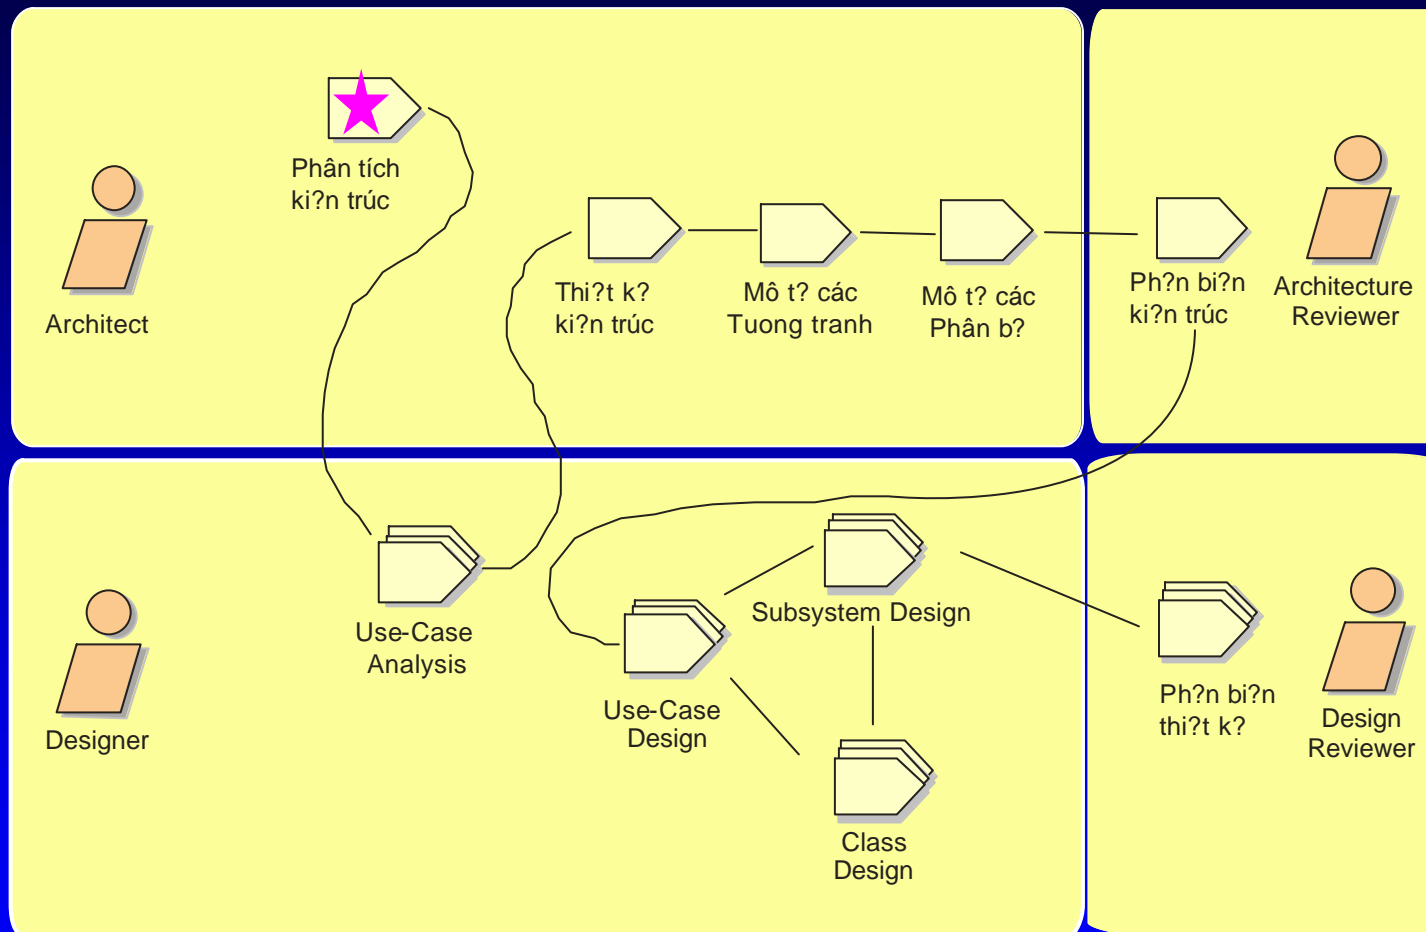 Phân tích
ki?n trúc
Architect
Thi?t k?
ki?n trúc
Mô t? các
Tuong tranh
Mô t? các
Phân b?
Ph?n bi?n
ki?n trúc
Architecture
Reviewer
Designer
Use-Case
Analysis
Use-Case
Design
Subsystem Design
Class
Design
Ph?n bi?n
thi?t k?
Design
Reviewer